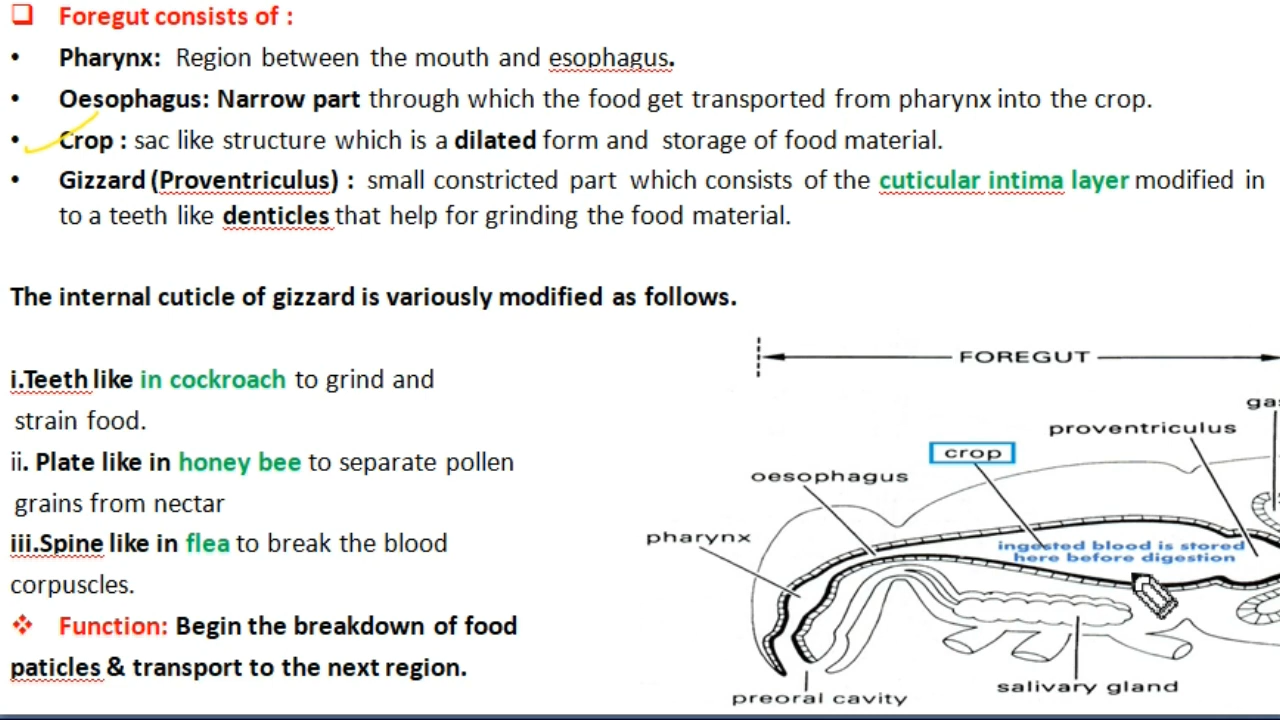 Foregut consists of :
• Pharynx: Region between the mouth and esophagus.
• Oesophagus: Narrow part through which the food get transported from pharynx into the crop.
• Crop : sac like structure which is a dilated form and storage of food material.
• Gizzard (Proventriculus) : small constricted part which consists of the cuticular intima layer modified in
to a teeth like denticles that help for grinding the food material.
The internal cuticle of gizzard is variously modified as follows.
i.Teeth like in cockroach to grind and
strain food.
ii. Plate like in honey bee to separate pollen
grains from nectar
iii.Spine like in flea to break the blood
corpuscles.
Function: Begin the breakdown of food
paticles & transport to the next region.
FOREGUT
gas
proventriculus
crop
oesophagus
pharynx
ingested blood is stored
here before digestion
salivary gland
preoral cavity